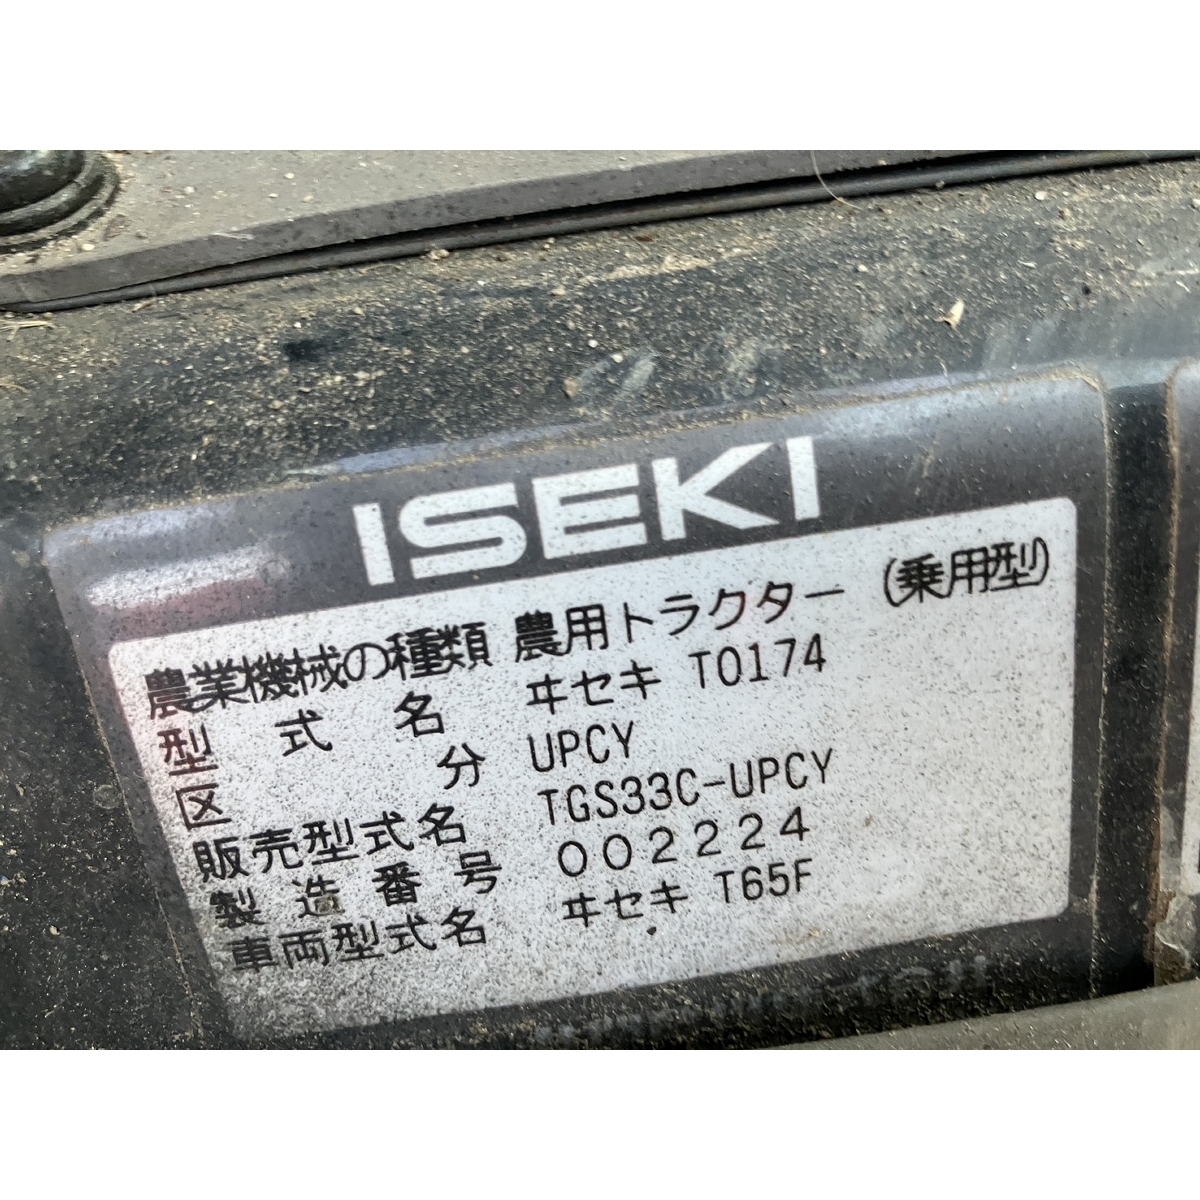 ISEKI
農業機械の種類 農用トラクター (乗用型)
型式名 ヰセキ T0174
区分 UPCY
販売型式名 TGS33C-UPCY
製造番号 002224
車両型式名 ヰセキ T65F